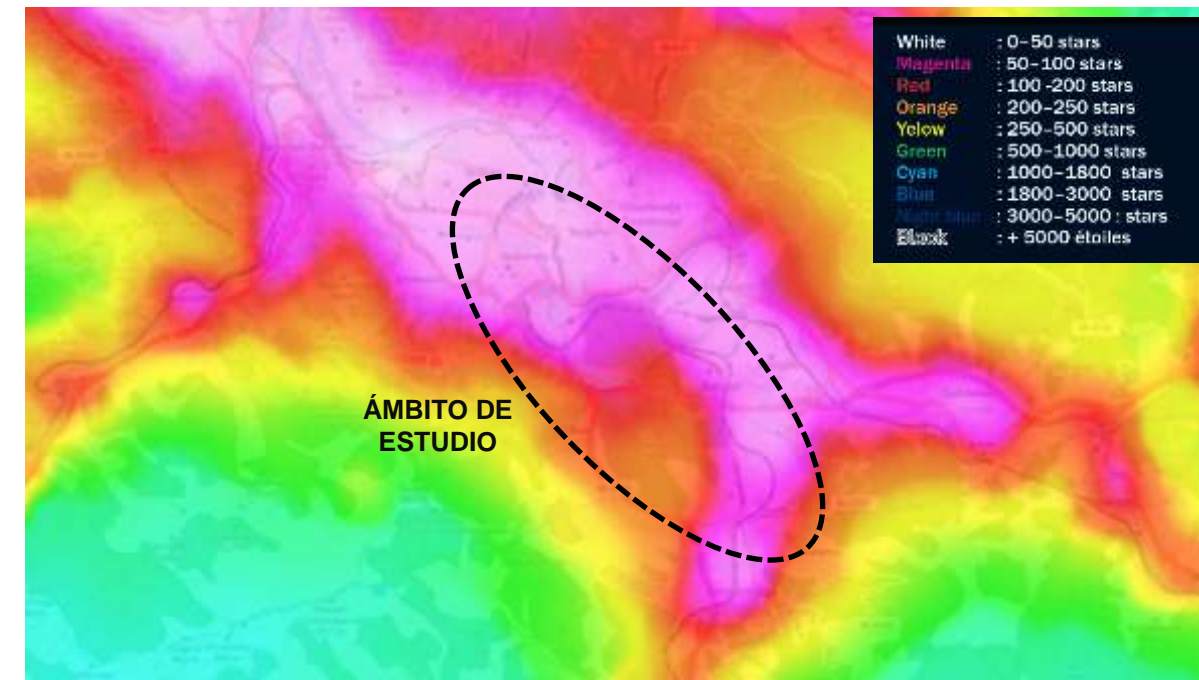 White : 0-50 stars
Magenta : 50-100 stars
Red : 100 -200 stars
Orange : 200-250 stars
Yelow : 250-500 stars
Green : 500-1000 stars
Cyan : 1000-1800 stars
Blue : 1800-3000 stars
Night blue : 3000-5000 : stars
Black : + 5000 étoiles
ÁMBITO DE
ESTUDIO